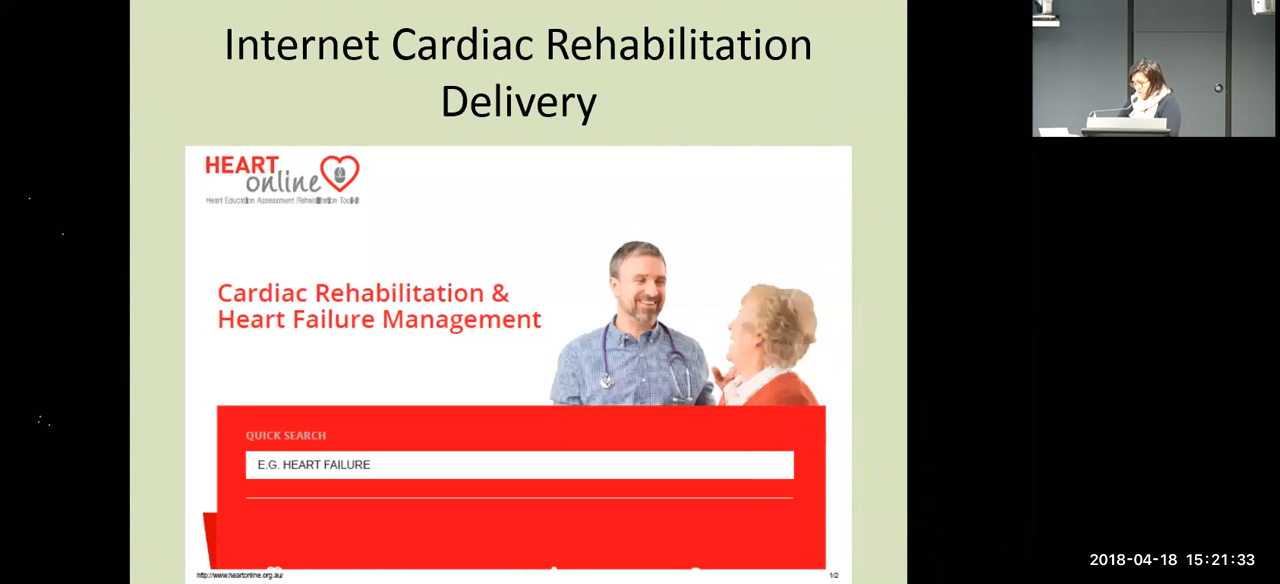 Internet Cardiac Rehabilitation
Delivery
HEART
online
Heart Education Assessment Rehabilitation Toolkit
Cardiac Rehabilitation &
Heart Failure Management
QUICK SEARCH
E.G. HEART FAILURE
http://www.heartonline.org.au/
1/2
2018-04-18 15:21:33